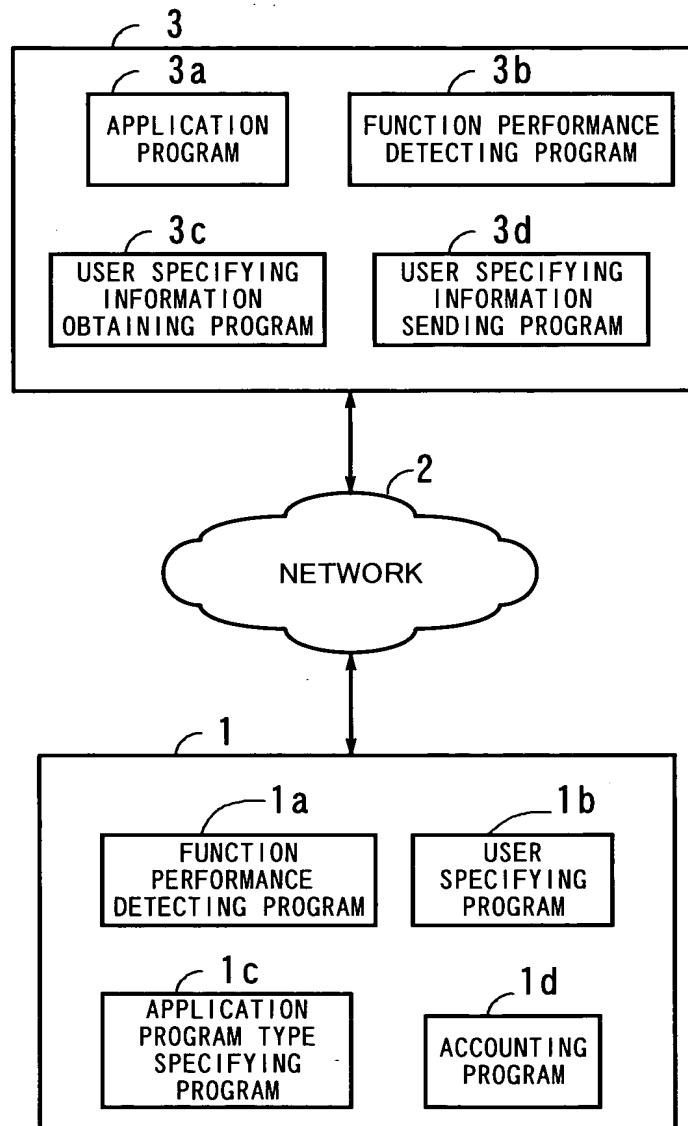 3
3a
3b
APPLICATION
PROGRAM
FUNCTION PERFORMANCE
DETECTING PROGRAM
3c
3d
USER SPECIFYING
INFORMATION
OBTAINING PROGRAM
USER SPECIFYING
INFORMATION
SENDING PROGRAM
2
NETWORK
1
1a
1b
FUNCTION
PERFORMANCE
DETECTING PROGRAM
USER
SPECIFYING
PROGRAM
1c
1d
APPLICATION
PROGRAM TYPE
SPECIFYING
PROGRAM
ACCOUNTING
PROGRAM